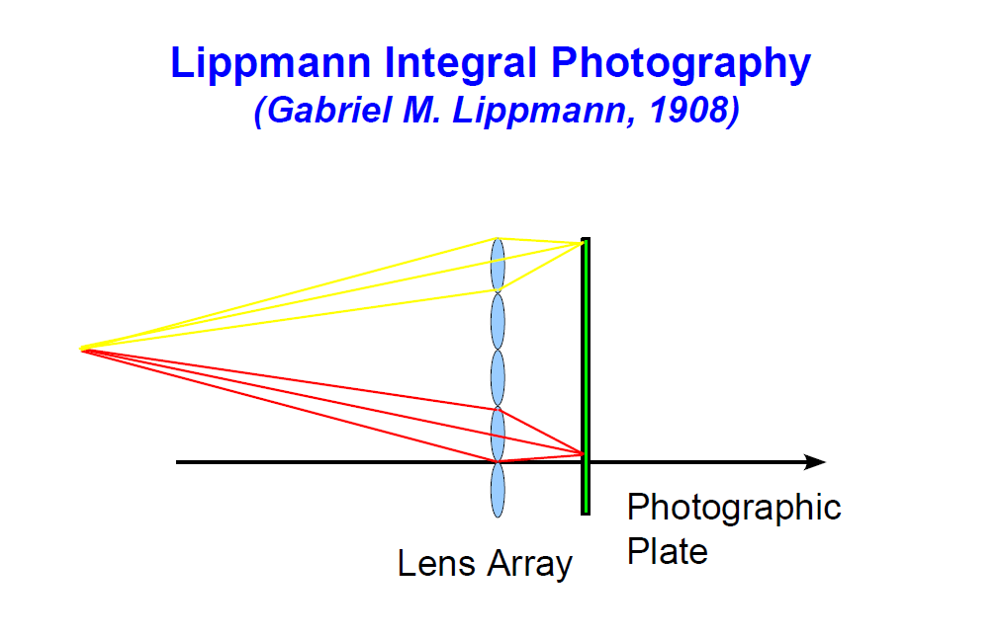 Lippmann Integral Photography
(Gabriel M. Lippmann, 1908)
Photographic
Plate
Lens Array